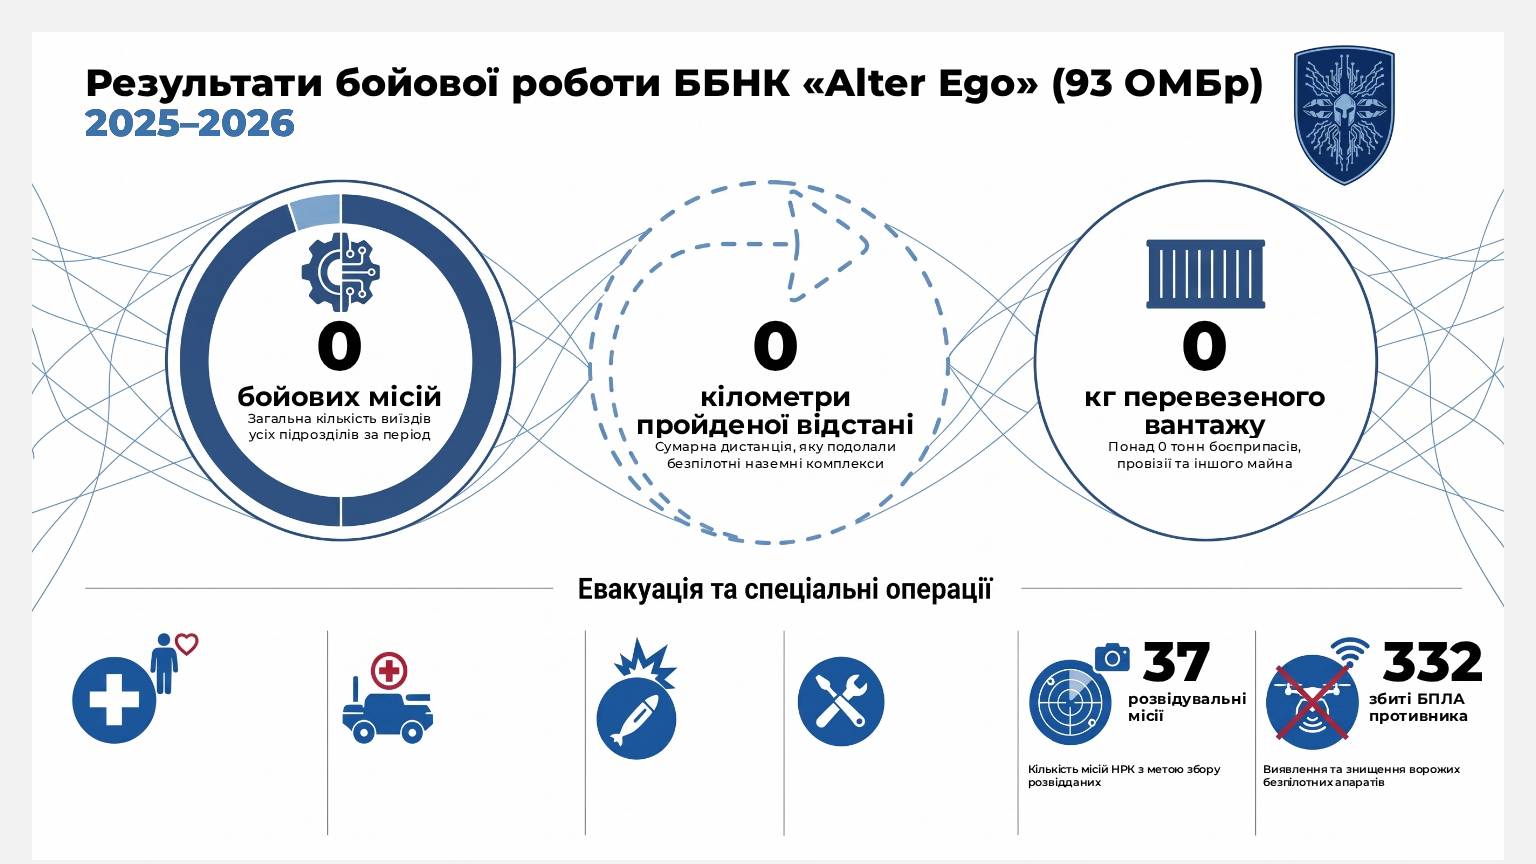 Результати бойової роботи ББНК «Alter Ego» (93 ОМБр)
2025–2026
0
бойових місій
Загальна кількість виїздів
усіх підрозділів за період
0
кілометри
пройденої відстані
Сумарна дистанція, яку подолали
безпілотні наземні комплекси
0
кг перевезеного
вантажу
Понад 0 тонн боєприпасів,
провізії та іншого майна
Евакуація та спеціальні операції
37
розвідувальні
місії
Кількість місій НРК з метою збору
розвідданих
332
збиті БПЛА
противника
Виявлення та знищення ворожих
безпілотних апаратів